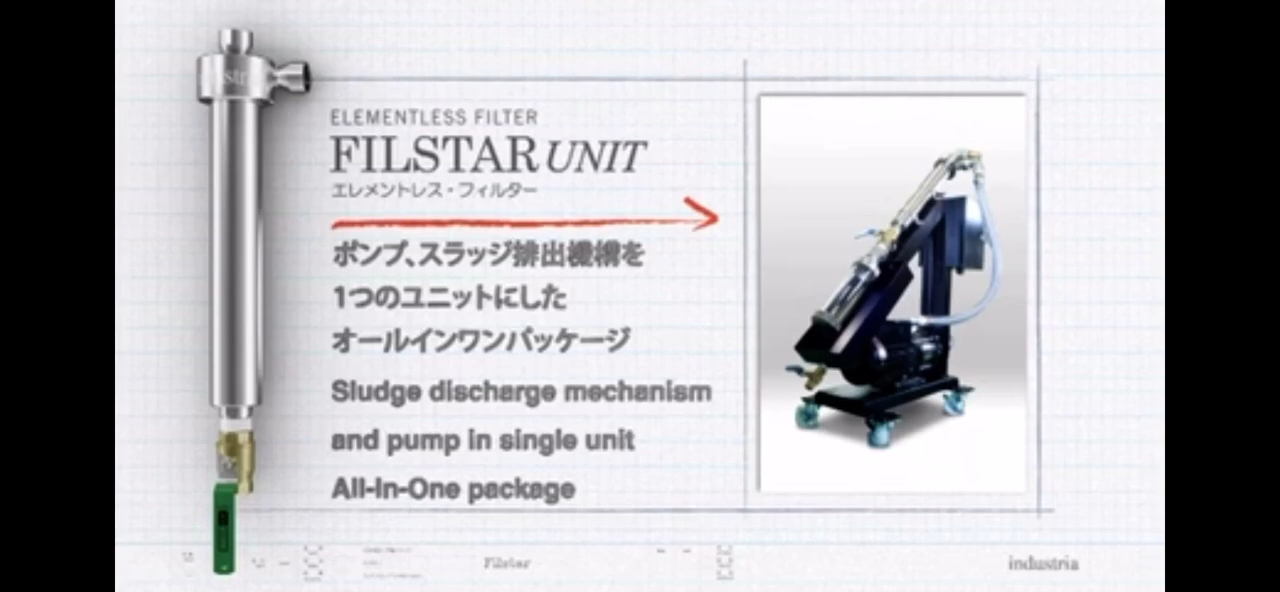 ELEMENTLESS FILTER
FILSTAR UNIT
エレメントレス・フィルター
ポンプ、スラッジ排出機構を
1つのユニットにした
オールインワンパッケージ
Sludge discharge mechanism
and pump in single unit
All-In-One package
Filstar
industria